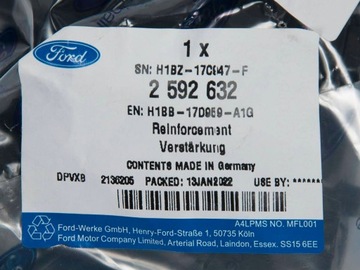 Ford
1 x
SN: H1BZ-17C947-F
2 592 632
EN: H1BB-17D959-A1G
Reinforcement
Verstärkung
CONTENTS MADE IN Germany
DPVX8 2136205 PACKED: 13JAN2022 USE BY: *******
A4LPMS NO. MFL001
Ford-Werke GmbH, Henry-Ford-Straße 1, 50735 Köln
Ford Motor Company Limited, Arterial Road, Laindon, Essex. SS15 6EE